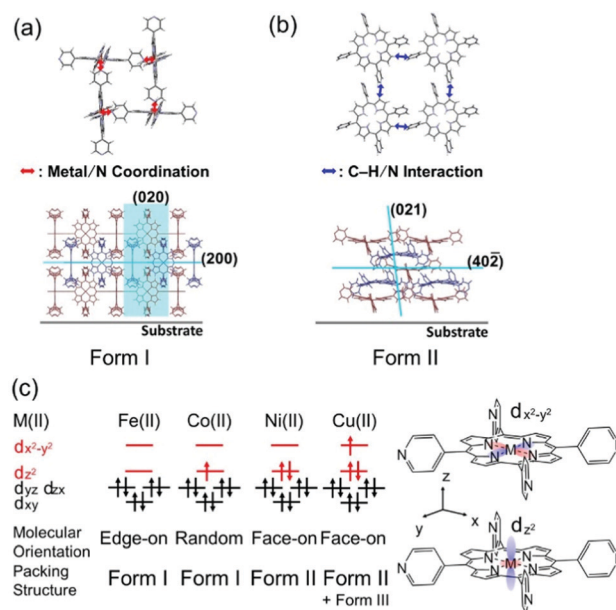 (a)
: Metal/N Coordination
(020)
(200)
Substrate
Form I
(b)
: C–H/N Interaction
(021)
(402̄)
Substrate
Form II
(c)
M(II) Fe(II) Co(II) Ni(II) Cu(II)
dx²-y²
dz²
dyz dzx
dxy
Molecular Orientation Edge-on Random Face-on Face-on
Packing Structure Form I Form I Form II Form II
+ Form III
dx²-y²
N
N
N
N
N
M
N
N
z
y
x
dz²
N
N
N
N
N
M
N
N